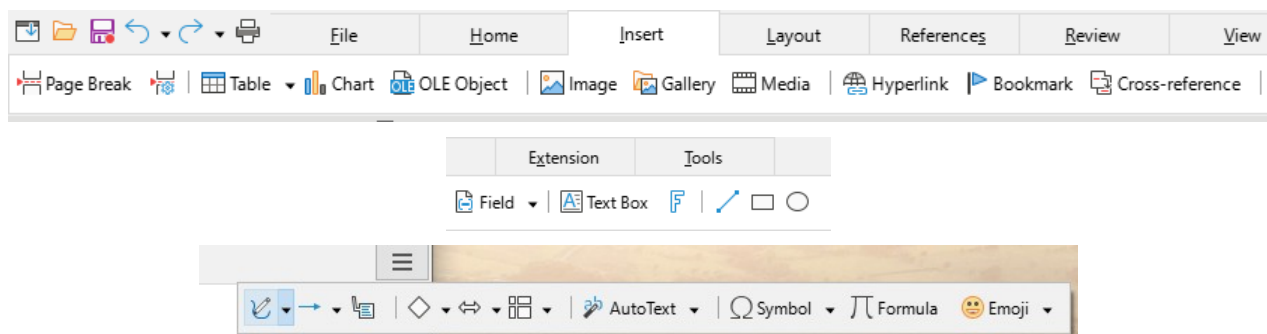 File Home Insert Layout References Review View
Page Break Table Chart OLE Object Image Gallery Media Hyperlink Bookmark Cross-reference
Extension Tools
Field Text Box
AutoText Symbol Formula Emoji